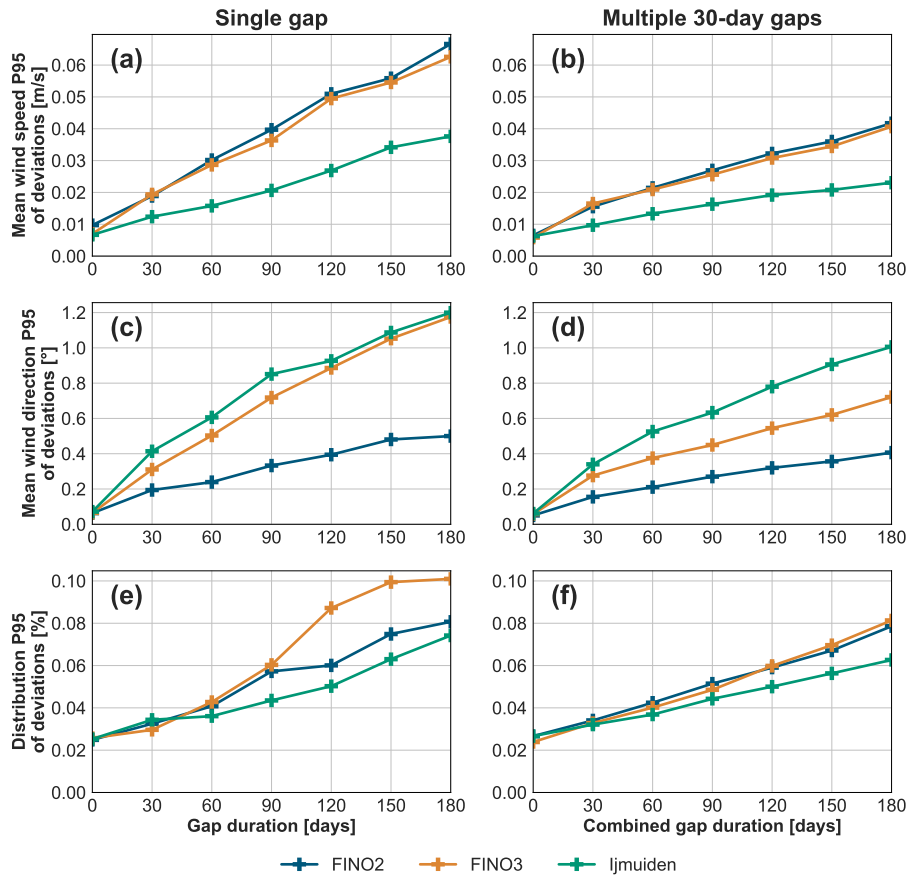 Single gap
Multiple 30-day gaps
Mean wind speed P95
of deviations [m/s]
(a)
0.06
0.05
0.04
0.03
0.02
0.01
0.00
0 30 60 90 120 150 180
(b)
0.06
0.05
0.04
0.03
0.02
0.01
0.00
0 30 60 90 120 150 180
Mean wind direction P95
of deviations [°]
(c)
1.2
1.0
0.8
0.6
0.4
0.2
0.0
0 30 60 90 120 150 180
(d)
1.2
1.0
0.8
0.6
0.4
0.2
0.0
0 30 60 90 120 150 180
Distribution P95
of deviations [%]
(e)
0.10
0.08
0.06
0.04
0.02
0.00
0 30 60 90 120 150 180
Gap duration [days]
(f)
0.10
0.08
0.06
0.04
0.02
0.00
0 30 60 90 120 150 180
Combined gap duration [days]
FINO2 FINO3 Ijmuiden